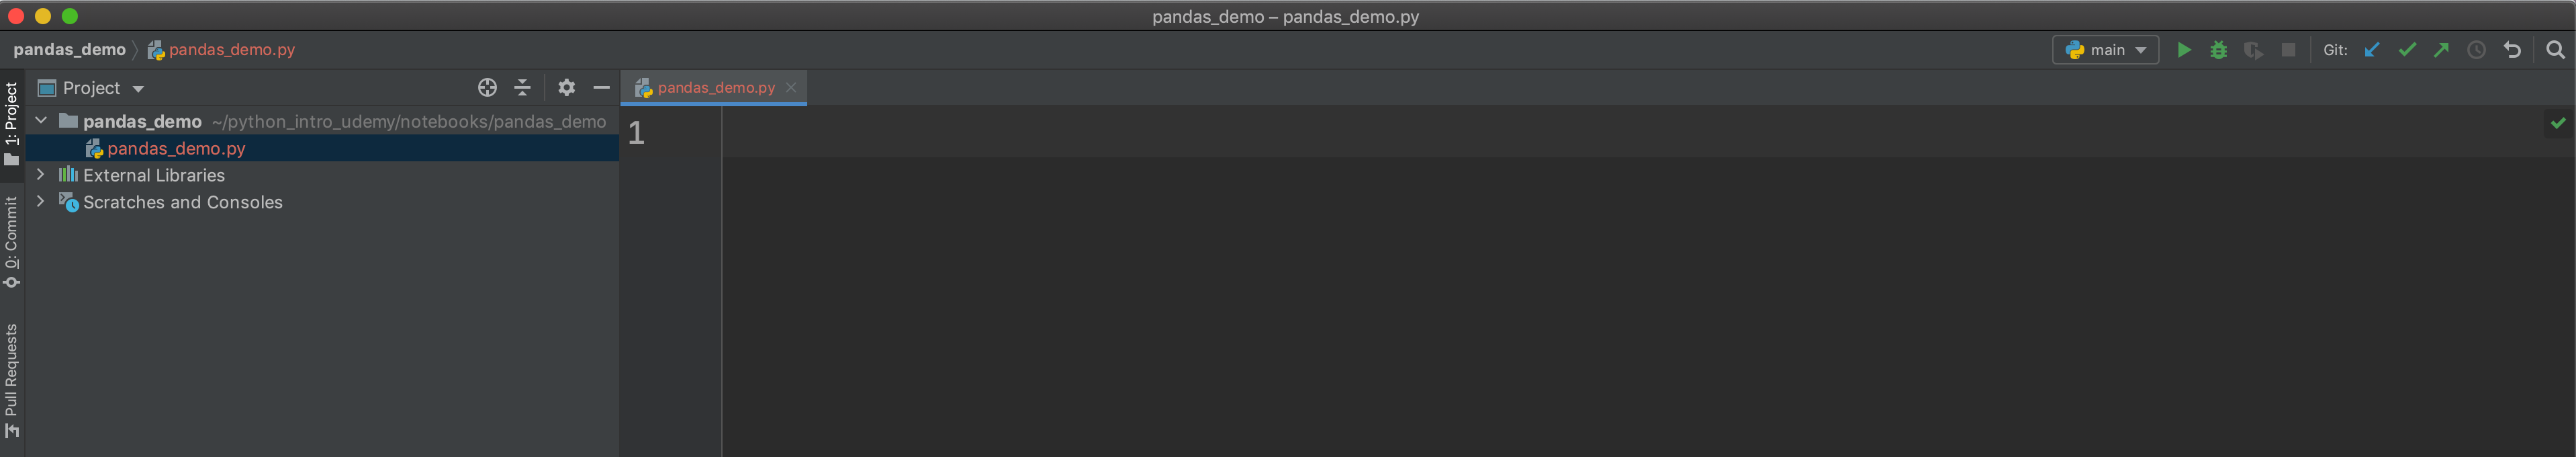 pandas_demo – pandas_demo.py
pandas_demo pandas_demo.py
main Git:
1: Project
0: Commit
Pull Requests
Project
pandas_demo ~/python_intro_udemy/notebooks/pandas_demo
pandas_demo.py
External Libraries
Scratches and Consoles
pandas_demo.py
1